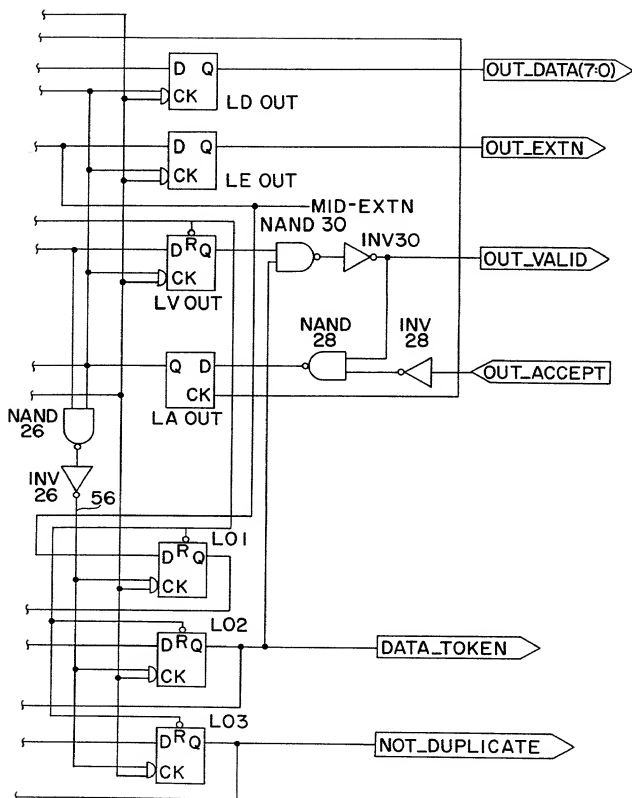 D Q
CK
LD OUT
OUT_DATA(7:0)
D Q
CK
LE OUT
OUT_EXTN
MID-EXTN
NAND 30
INV30
D R Q
CK
LV OUT
OUT_VALID
NAND
28
INV
28
Q D
CK
LA OUT
OUT_ACCEPT
NAND
26
INV
26
56
LO1
D R Q
CK
LO2
D R Q
CK
DATA_TOKEN
LO3
D R Q
CK
NOT_DUPLICATE